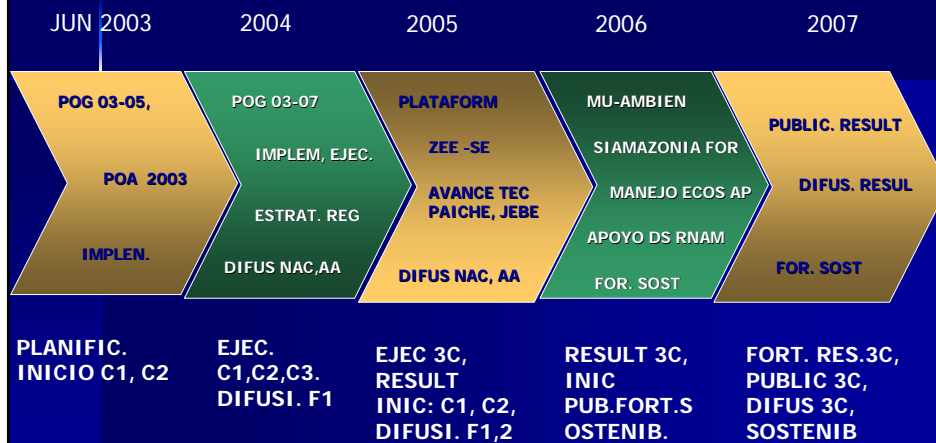 JUN 2003
2004
2005
2006
2007
POG 03-05,
POA 2003
IMPLEN.
POG 03-07
IMPLEM, EJEC.
ESTRAT. REG
DIFUS NAC,AA
PLATAFORM
ZEE -SE
AVANCE TEC
PAICHE, JEBE
DIFUS NAC, AA
MU-AMBIEN
SIAMAZONIA FOR
MANEJO ECOS AP
APOYO DS RNAM
FOR. SOST
PUBLIC. RESULT
DIFUS. RESUL
FOR. SOST
PLANIFIC.
INICIO C1, C2
EJEC.
C1,C2,C3.
DIFUSI. F1
EJEC 3C,
RESULT
INIC: C1, C2,
DIFUSI. F1,2
RESULT 3C,
INIC
PUB.FORT.S
OSTENIB.
FORT. RES.3C,
PUBLIC 3C,
DIFUS 3C,
SOSTENIB